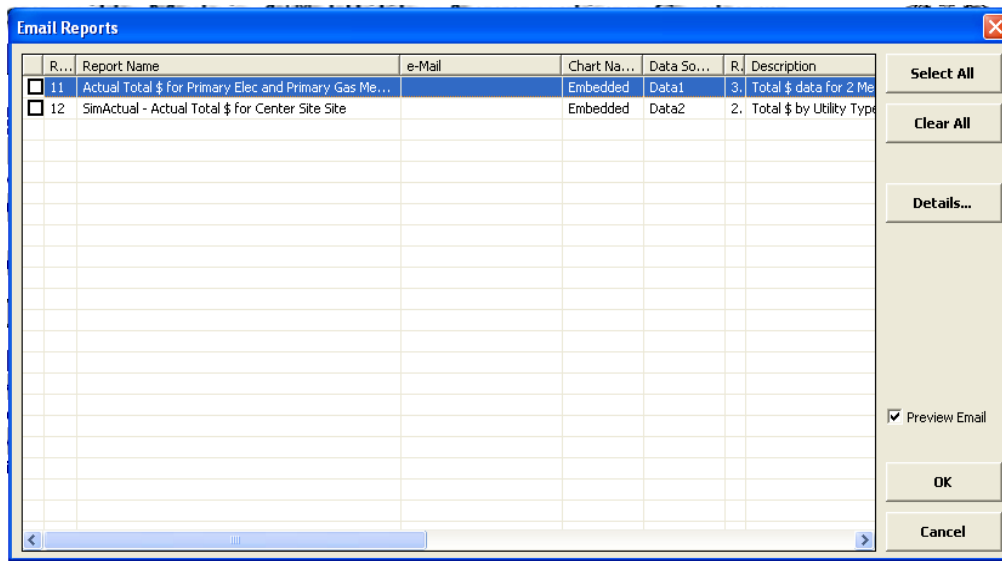 Email Reports
R... Report Name e-Mail Chart Na... Data So... R. Description
11 Actual Total $ for Primary Elec and Primary Gas Me... Embedded Data1 3. Total $ data for 2 Me
12 SimActual - Actual Total $ for Center Site Site Embedded Data2 2. Total $ by Utility Type
Select All
Clear All
Details...
Preview Email
OK
Cancel